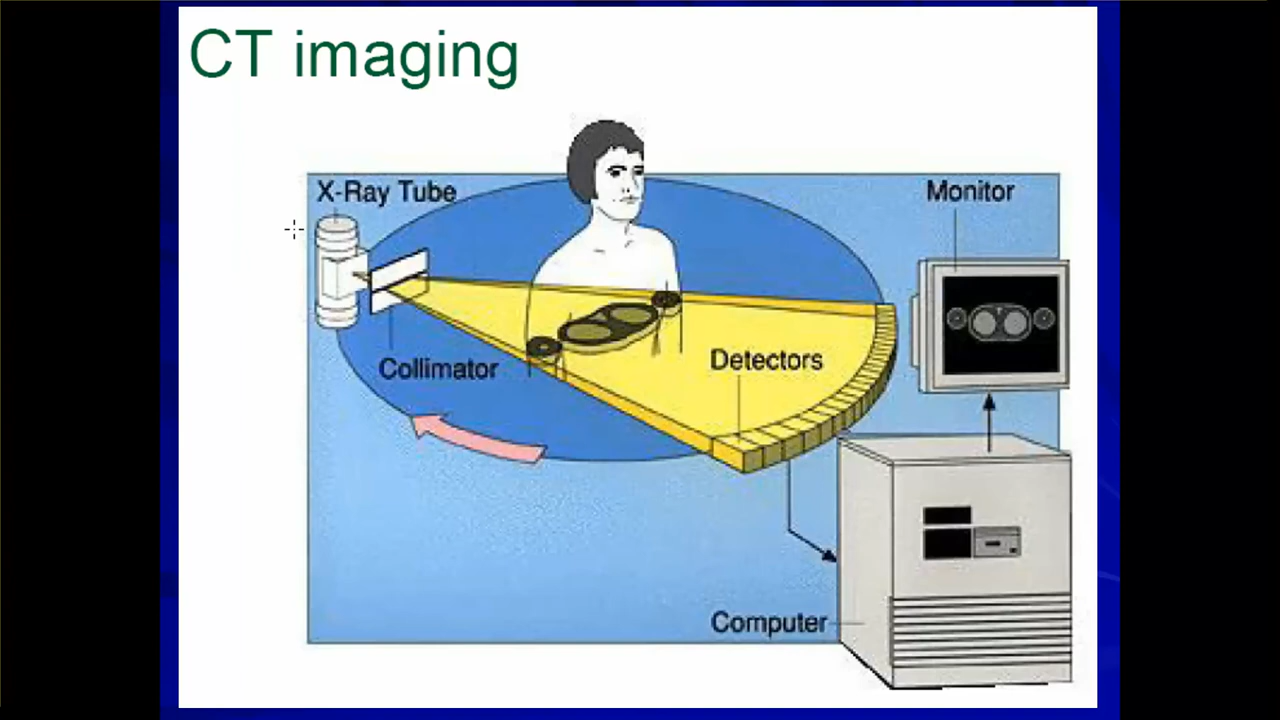 CT imaging
X-Ray Tube
Monitor
Collimator
Detectors
Computer